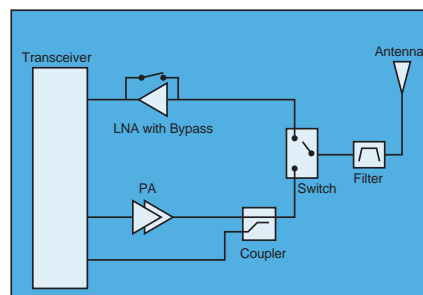 Transceiver
Antenna
LNA with Bypass
PA
Switch
Filter
Coupler